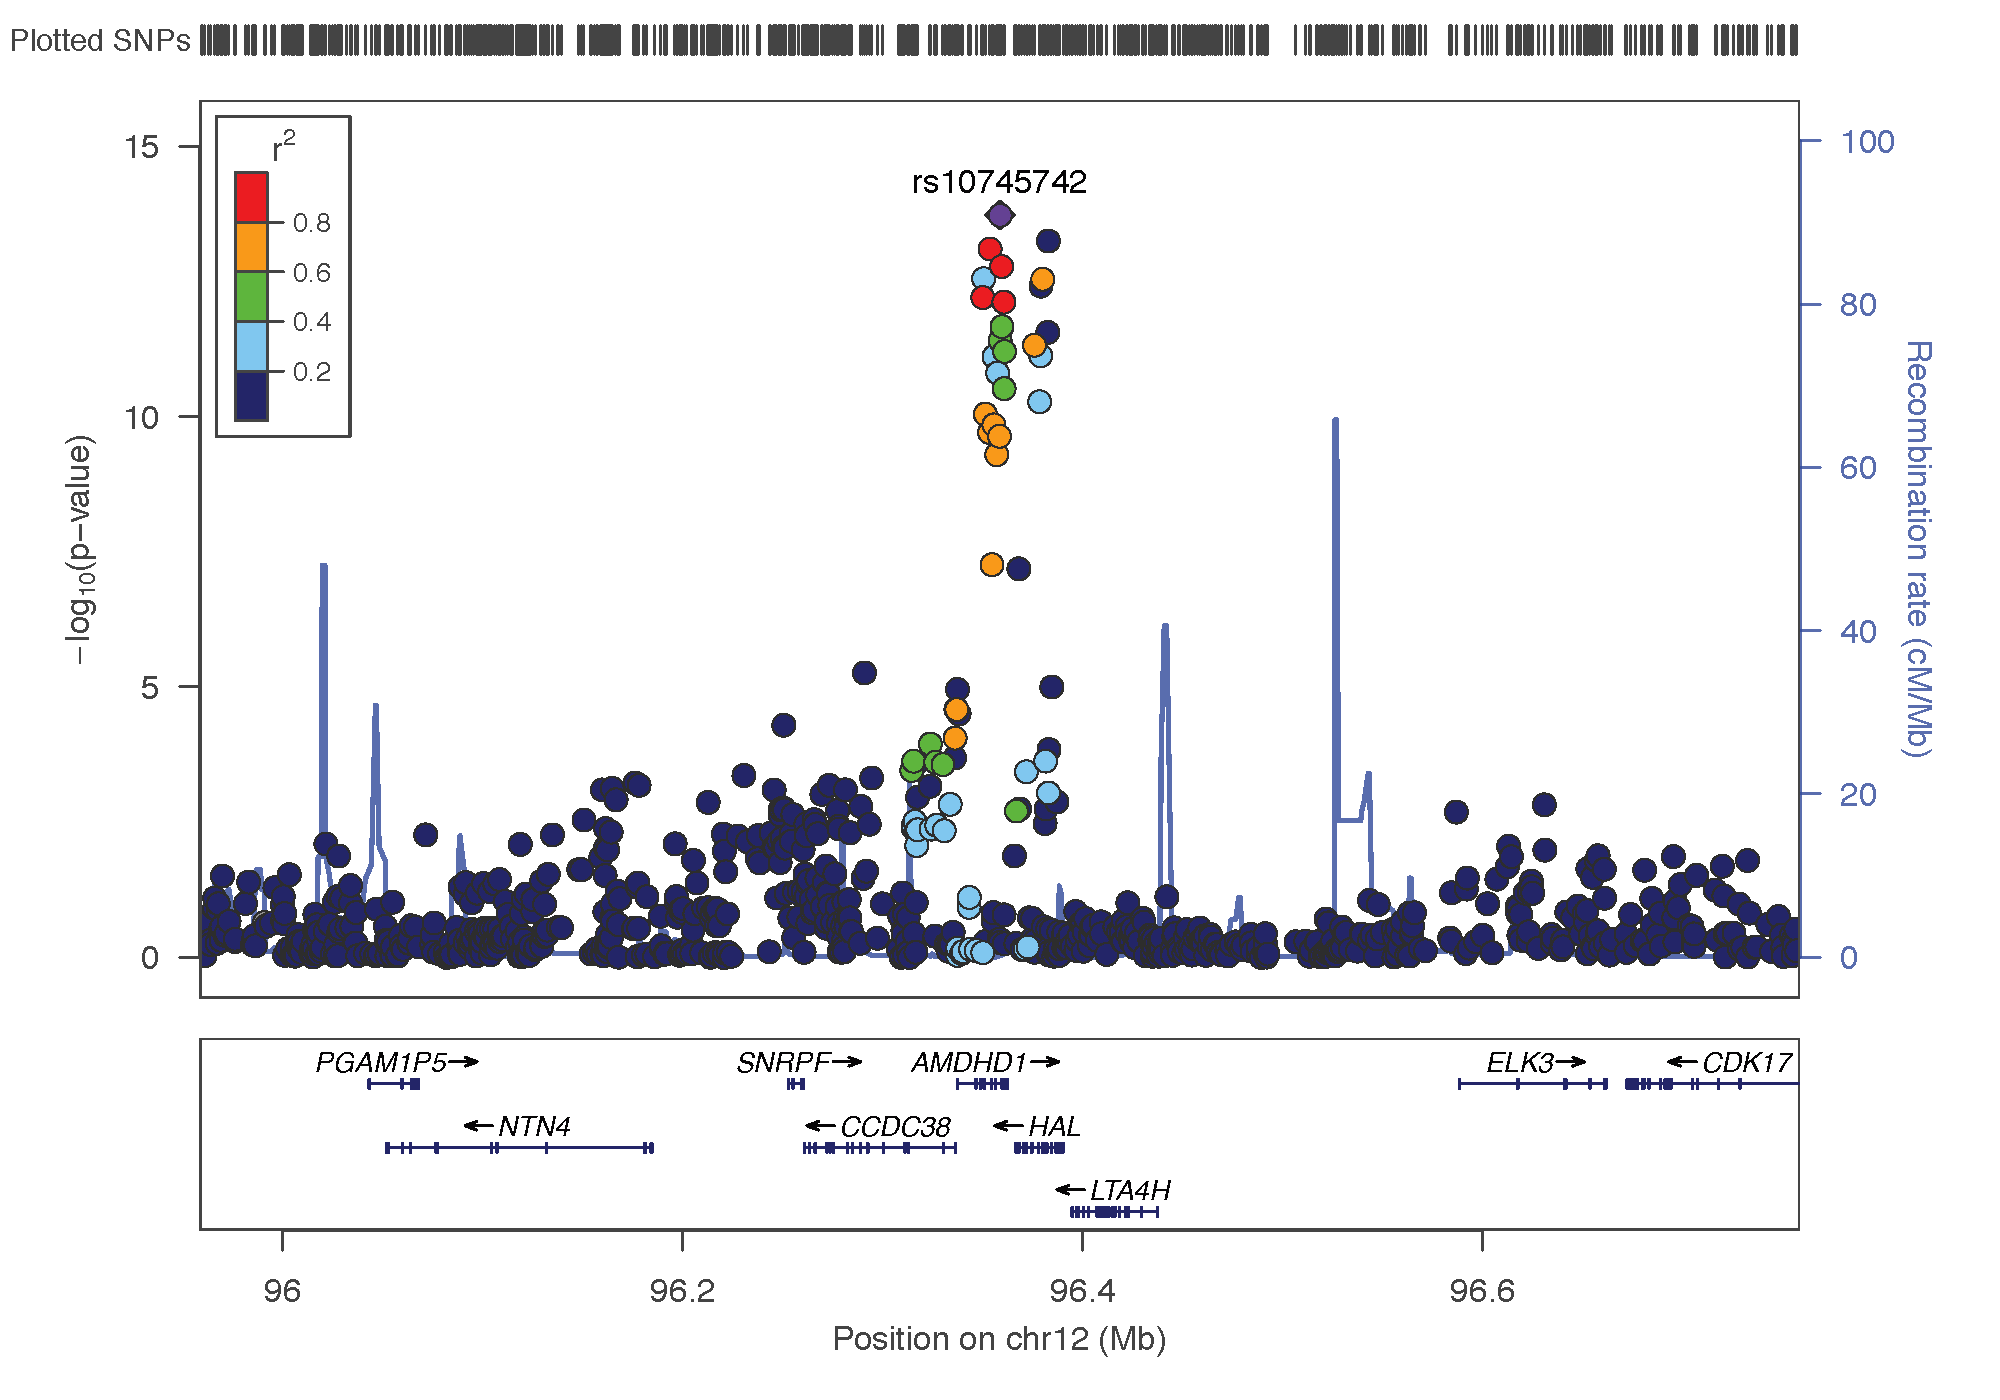 Plotted SNPs
r²
0.8
0.6
0.4
0.2
rs10745742
15
10
5
0
−log₁₀(p−value)
100
80
60
40
20
0
Recombination rate (cM/Mb)
PGAM1P5→ SNRPF→ AMDHD1→ ELK3→ ←CDK17
←NTN4 ←CCDC38 ←HAL
←LTA4H
96 96.2 96.4 96.6
Position on chr12 (Mb)